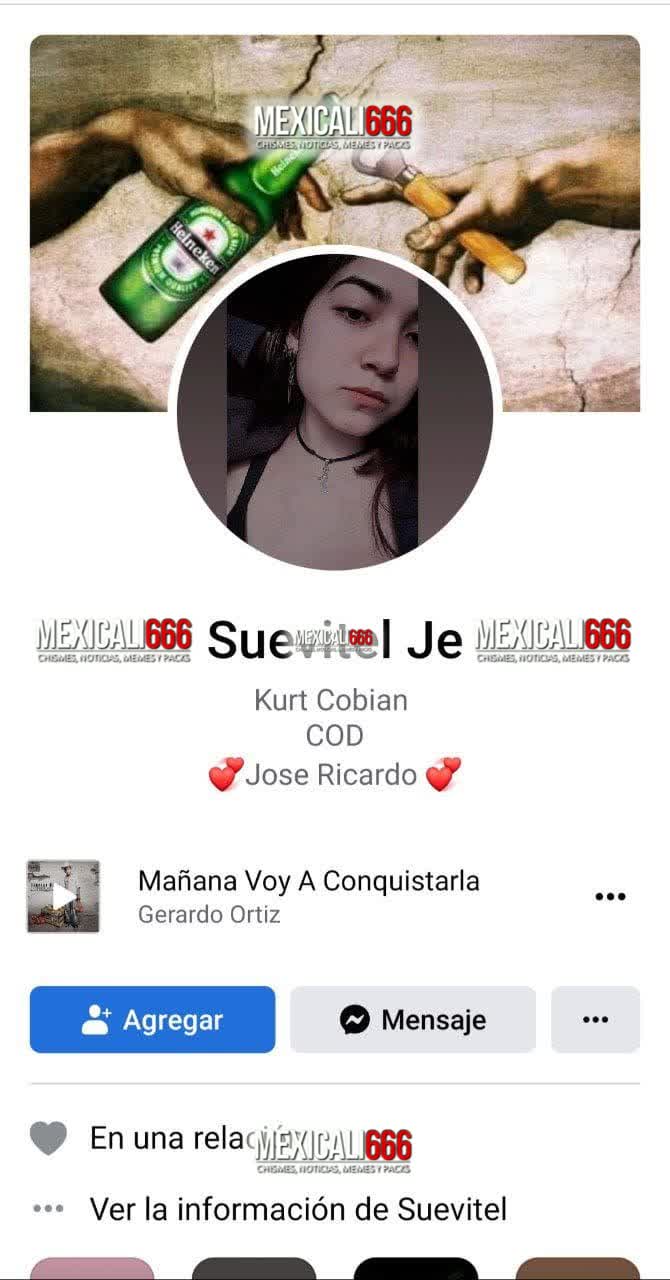 MEXICALI666
CHISMES, NOTICIAS, MEMES Y PACKS
Heineken
MEXICALI666 Suevitel Je MEXICALI666
CHISMES, NOTICIAS, MEMES Y PACKS MEXICALI666 CHISMES, NOTICIAS, MEMES Y PACKS
Kurt Cobian
COD
💞Jose Ricardo 💞
Mañana Voy A Conquistarla
Gerardo Ortiz
Agregar
Mensaje
En una relación
MEXICALI666
CHISMES, NOTICIAS, MEMES Y PACKS
Ver la información de Suevitel